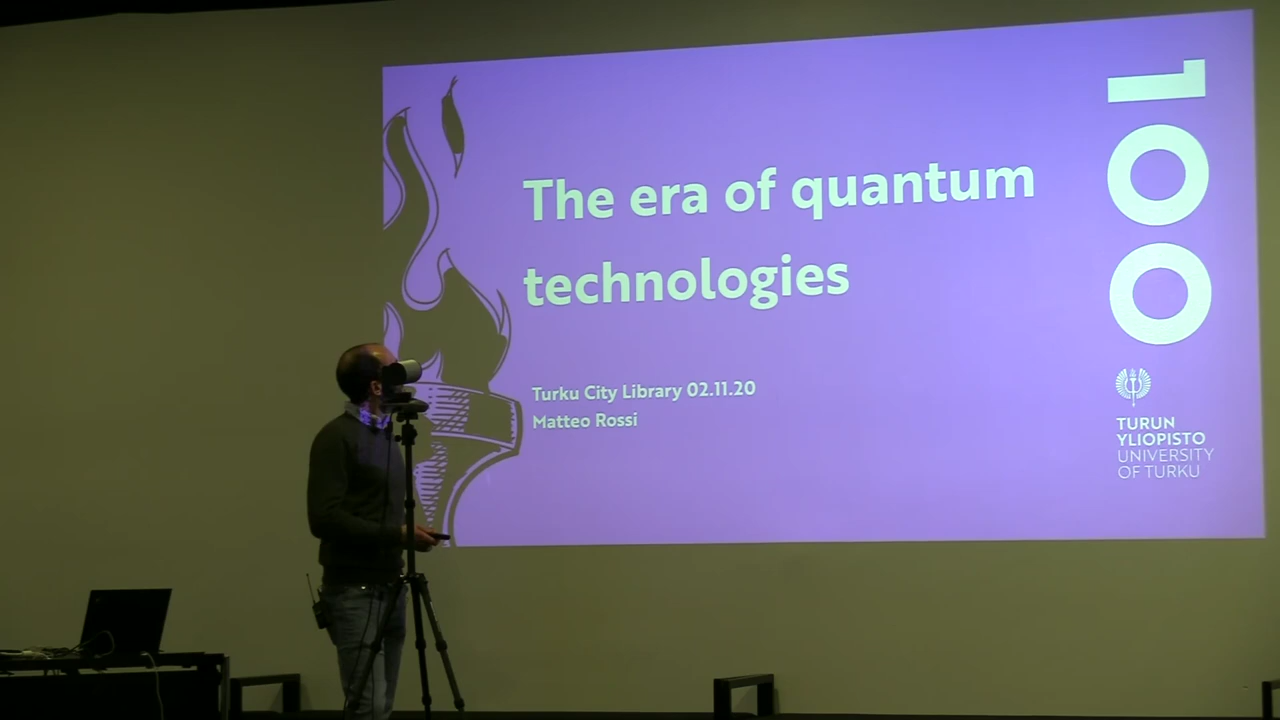 The era of quantum
technologies
Turku City Library 02.11.20
Matteo Rossi
100
TURUN
YLIOPISTO
UNIVERSITY
OF TURKU